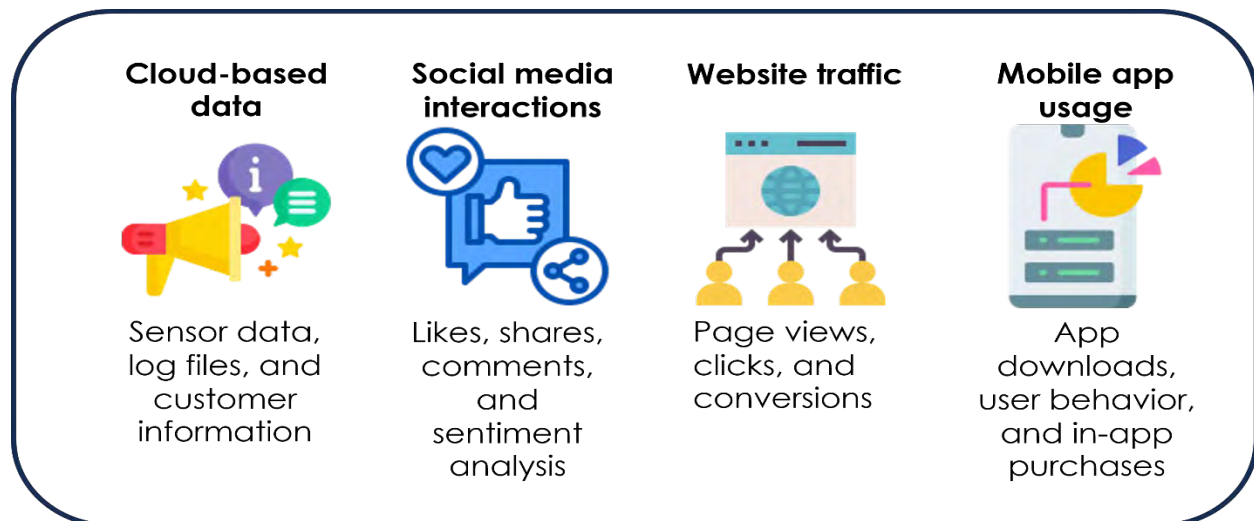 Cloud-based
data
Sensor data,
log files, and
customer
information
Social media
interactions
Likes, shares,
comments,
and
sentiment
analysis
Website traffic
Page views,
clicks, and
conversions
Mobile app
usage
App
downloads,
user behavior,
and in-app
purchases